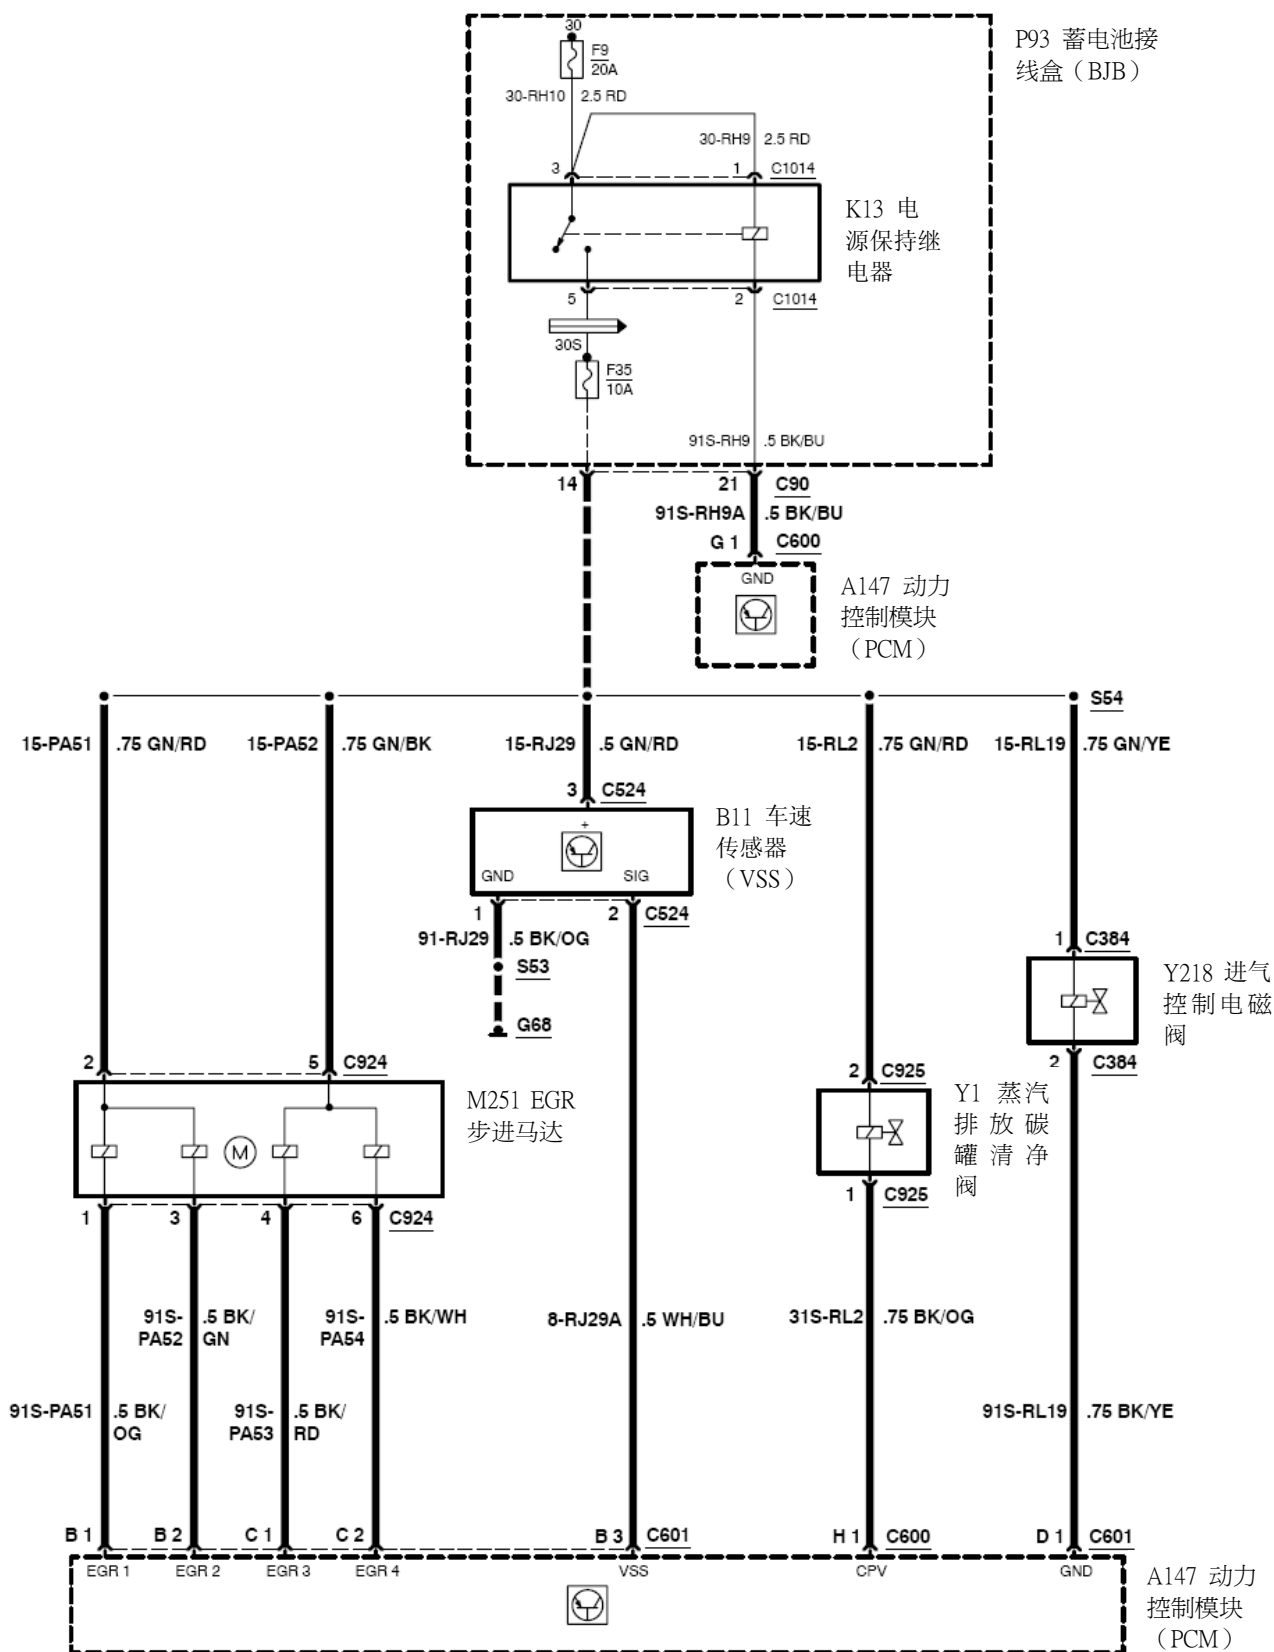 30
P93 蓄电池接
线盒（BJB）
F9
20A
30-RH10 2.5 RD
30-RH9 2.5 RD
3
1 C1014
K13 电
源保持继
电器
5
2 C1014
30S
F35
10A
91S-RH9 .5 BK/BU
14
21 C90
91S-RH9A .5 BK/BU
G 1 C600
GND
A147 动力
控制模块
（PCM）
S54
15-PA51 .75 GN/RD
15-PA52 .75 GN/BK
15-RJ29 .5 GN/RD
15-RL2 .75 GN/RD
15-RL19 .75 GN/YE
3 C524
B11 车速
传感器
（VSS）
+
GND
SIG
1
2 C524
91-RJ29 .5 BK/OG
S53
G68
1 C384
Y218 进气
控制电磁
阀
2 C384
2
5 C924
M251 EGR
步进马达
M
2 C925
Y1 蒸汽
排放碳
罐清净
阀
1 C925
1
3
4
6 C924
91S-
PA52
.5 BK/
GN
91S-
PA54
.5 BK/WH
8-RJ29A .5 WH/BU
31S-RL2 .75 BK/OG
91S-PA51 .5 BK/
OG
91S-
PA53
.5 BK/
RD
91S-RL19 .75 BK/YE
B 1
B 2
C 1
C 2
B 3 C601
H 1 C600
D 1 C601
EGR 1
EGR 2
EGR 3
EGR 4
VSS
CPV
GND
A147 动力
控制模块
（PCM）